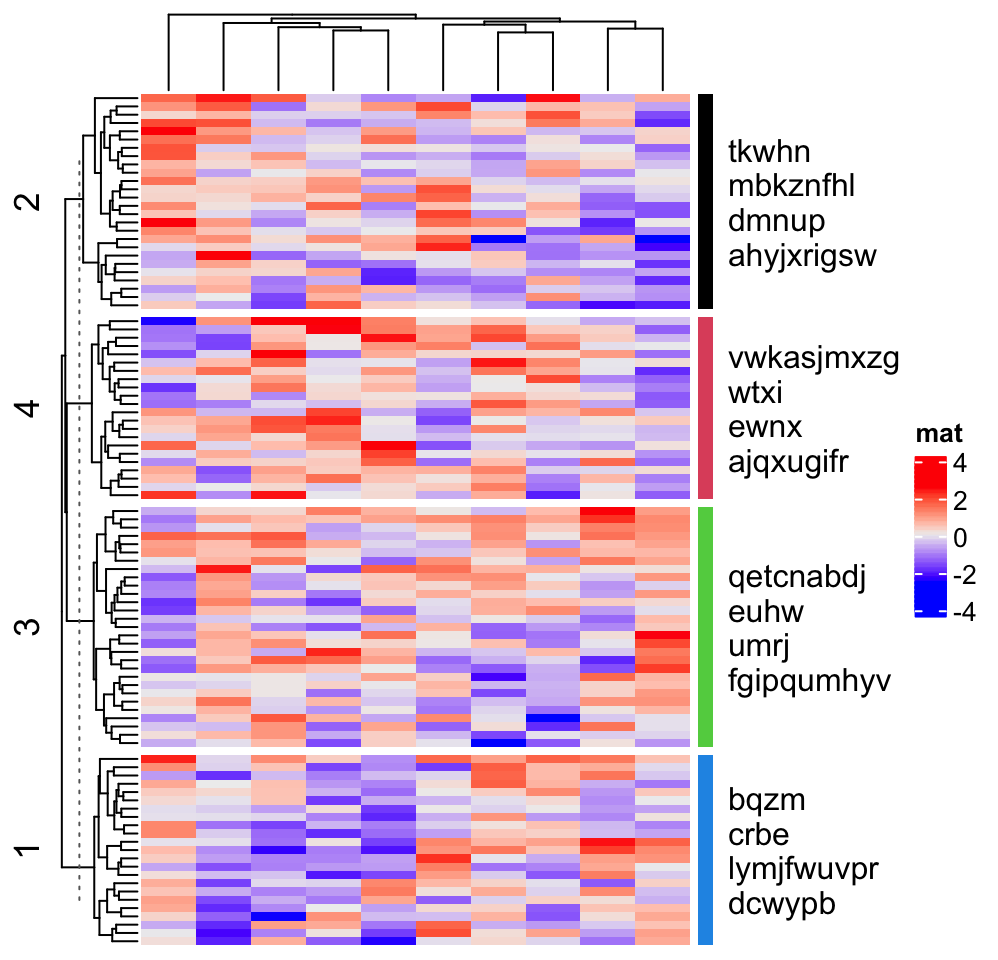 2
tkwhn
mbkznfhl
dmnup
ahyjxrigsw
4
vwkasjmxzg
wtxi
ewnx
ajqxugifr
mat
4
2
0
-2
-4
3
qetcnabdj
euhw
umrj
fgipqumhyv
1
bqzm
crbe
lymjfwuvpr
dcwypb